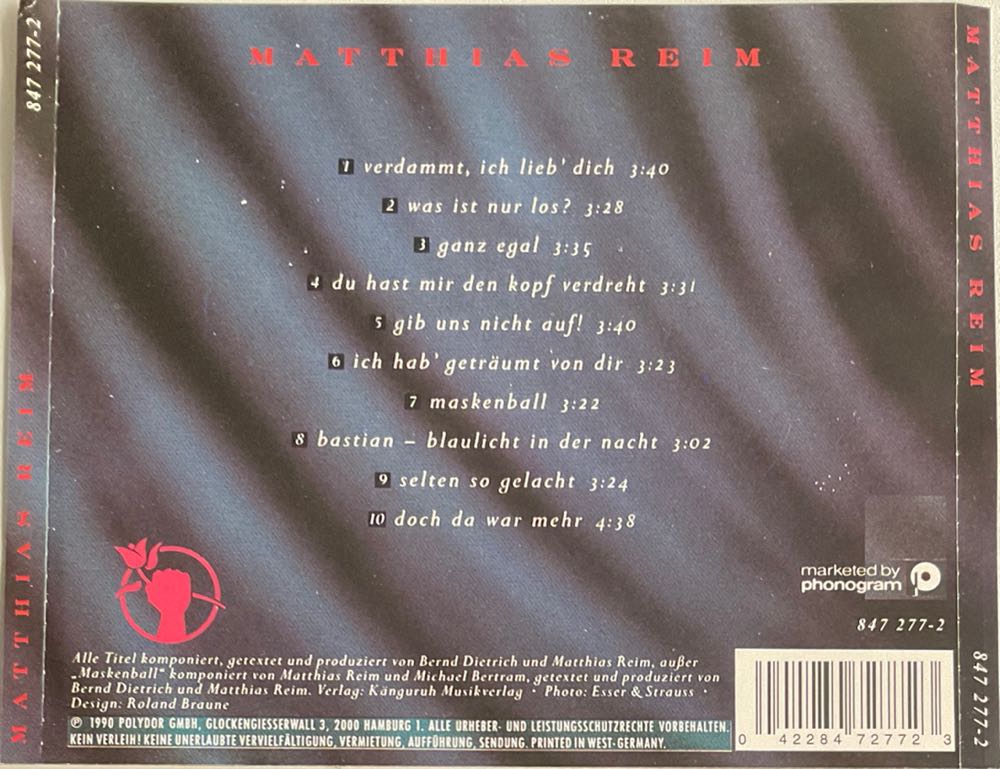 MATTHIAS REIM
1 verdammt, ich lieb' dich 3:40
2 was ist nur los? 3:28
3 ganz egal 3:35
4 du hast mir den kopf verdreht 3:31
5 gib uns nicht auf! 3:40
6 ich hab' geträumt von dir 3:23
7 maskenball 3:22
8 bastian – blaulicht in der nacht 3:02
9 selten so gelacht 3:24
10 doch da war mehr 4:38
marketed by
phonogram
847 277-2
Alle Titel komponiert, getextet und produziert von Bernd Dietrich und Matthias Reim, außer
„Maskenball“ komponiert von Matthias Reim und Michael Bertram, getextet und produziert von
Bernd Dietrich und Matthias Reim. Verlag: Känguruh Musikverlag · Photo: Esser & Strauss ·
Design: Roland Braune
℗ 1990 POLYDOR GMBH, GLOCKENGIESSERWALL 3, 2000 HAMBURG 1. ALLE URHEBER- UND LEISTUNGSSCHUTZRECHTE VORBEHALTEN.
KEIN VERLEIH! KEINE UNERLAUBTE VERVIELFÄLTIGUNG, VERMIETUNG, AUFFÜHRUNG, SENDUNG. PRINTED IN WEST-GERMANY.
0 42284 72772 3
MATTHIAS REIM
847 277-2
MATTHIAS REIM
847 277-2